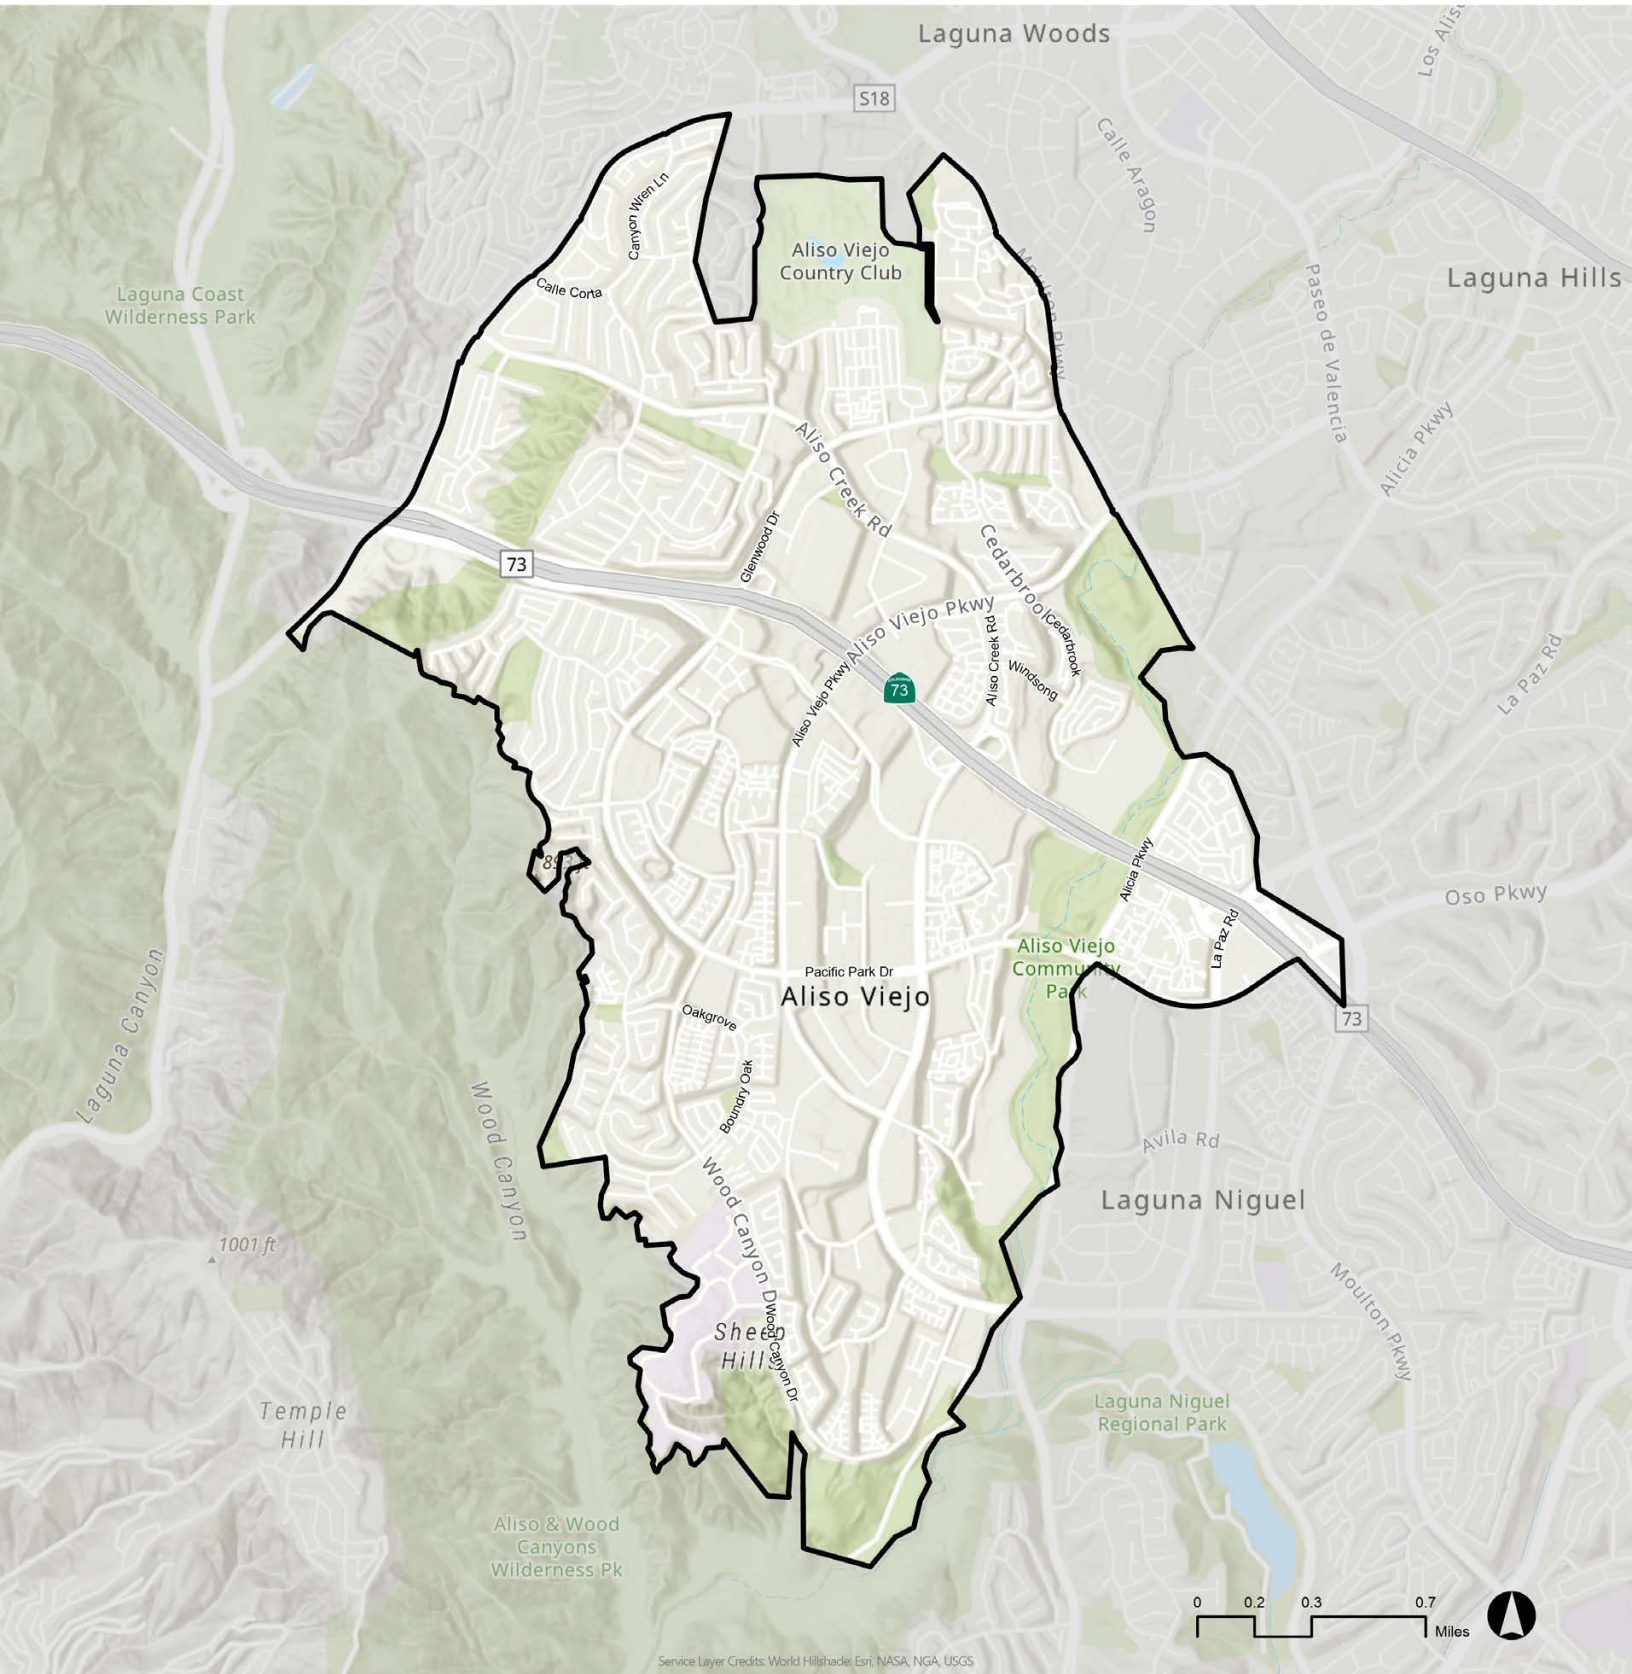 Laguna Woods
Los Aliso
S18
Calle Aragon
Canyon Wren Ln
Aliso Viejo
Country Club
Moulton Pkwy
Laguna Hills
Calle Corta
Laguna Coast
Wilderness Park
Paseo de Valencia
Alicia Pkwy
Aliso Creek Rd
Glenwood Dr
73
Cedarbrook
Aliso Viejo Pkwy
Cedarbrook
Aliso Creek Rd
Windsong
Aliso Viejo Pkwy
73
La Paz Rd
Alicia Pkwy
Oso Pkwy
La Paz Rd
Aliso Viejo
Community
Park
Pacific Park Dr
Aliso Viejo
Oakgrove
73
Laguna Canyon
Wood Canyon
Boundry Oak
Avila Rd
Wood Canyon D
Laguna Niguel
1001 ft
Moulton Pkwy
Wood Canyon Dr
Sheep
Hills
Temple
Hill
Laguna Niguel
Regional Park
Aliso & Wood
Canyons
Wilderness Pk
0 0.2 0.3 0.7
Miles
Service Layer Credits: World Hillshade: Esri, NASA, NGA, USGS